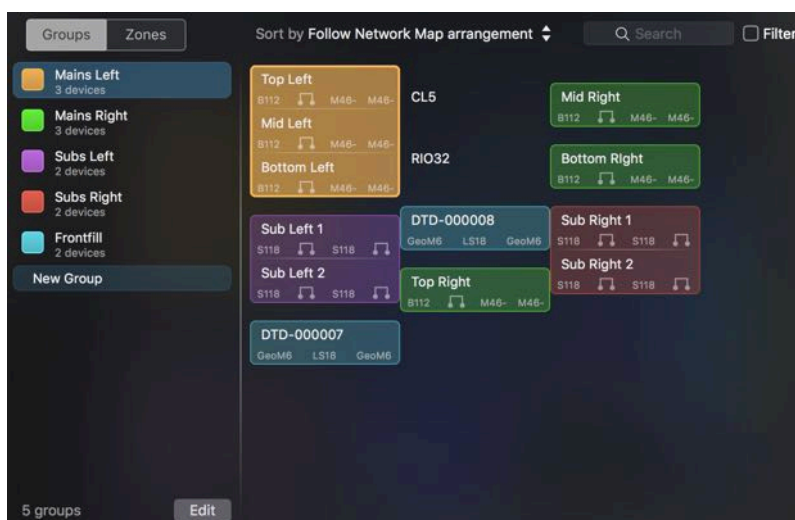 Groups Zones Sort by Follow Network Map arrangement Search Filter
Mains Left
3 devices
Mains Right
3 devices
Subs Left
2 devices
Subs Right
2 devices
Frontfill
2 devices
New Group
5 groups Edit
Top Left
B112 M46- M46-
Mid Left
B112 M46- M46-
Bottom Left
B112 M46- M46-
CL5
Mid Right
B112 M46- M46-
RIO32
Bottom RIght
B112 M46- M46-
Sub Left 1
S118 S118
Sub Left 2
S118 S118
DTD-000008
GeoM6 LS18 GeoM6
Sub Right 1
S118 S118
Sub Right 2
S118 S118
Top Right
B112 M46- M46-
DTD-000007
GeoM6 LS18 GeoM6